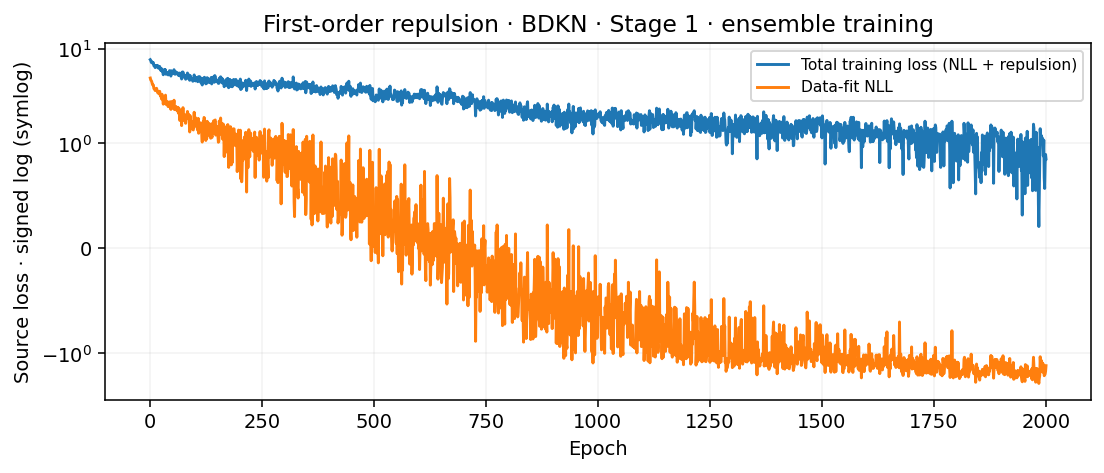 First-order repulsion · BDKN · Stage 1 · ensemble training
Source loss · signed log (symlog)
10¹
10⁰
0
−10⁰
Total training loss (NLL + repulsion)
Data-fit NLL
0 250 500 750 1000 1250 1500 1750 2000
Epoch